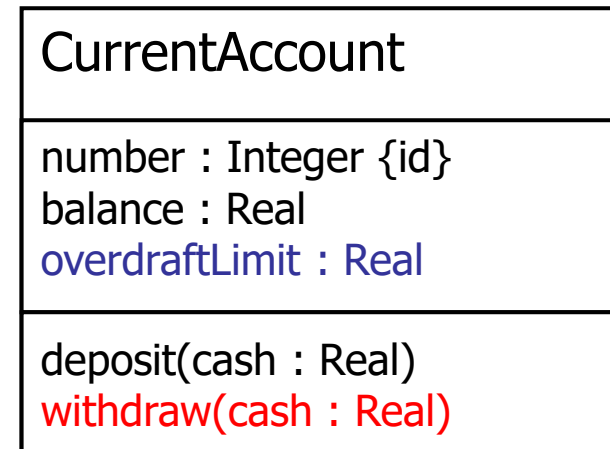 CurrentAccount
number : Integer {id}
balance : Real
overdraftLimit : Real
deposit(cash : Real)
withdraw(cash : Real)